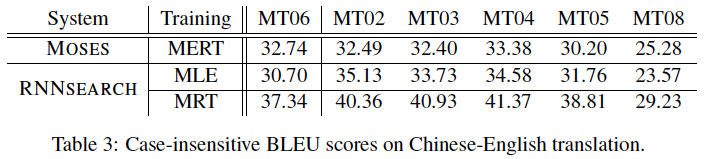 System Training MT06 MT02 MT03 MT04 MT05 MT08
MOSES MERT 32.74 32.49 32.40 33.38 30.20 25.28
RNNSEARCH MLE 30.70 35.13 33.73 34.58 31.76 23.57
MRT 37.34 40.36 40.93 41.37 38.81 29.23
Table 3: Case-insensitive BLEU scores on Chinese-English translation.